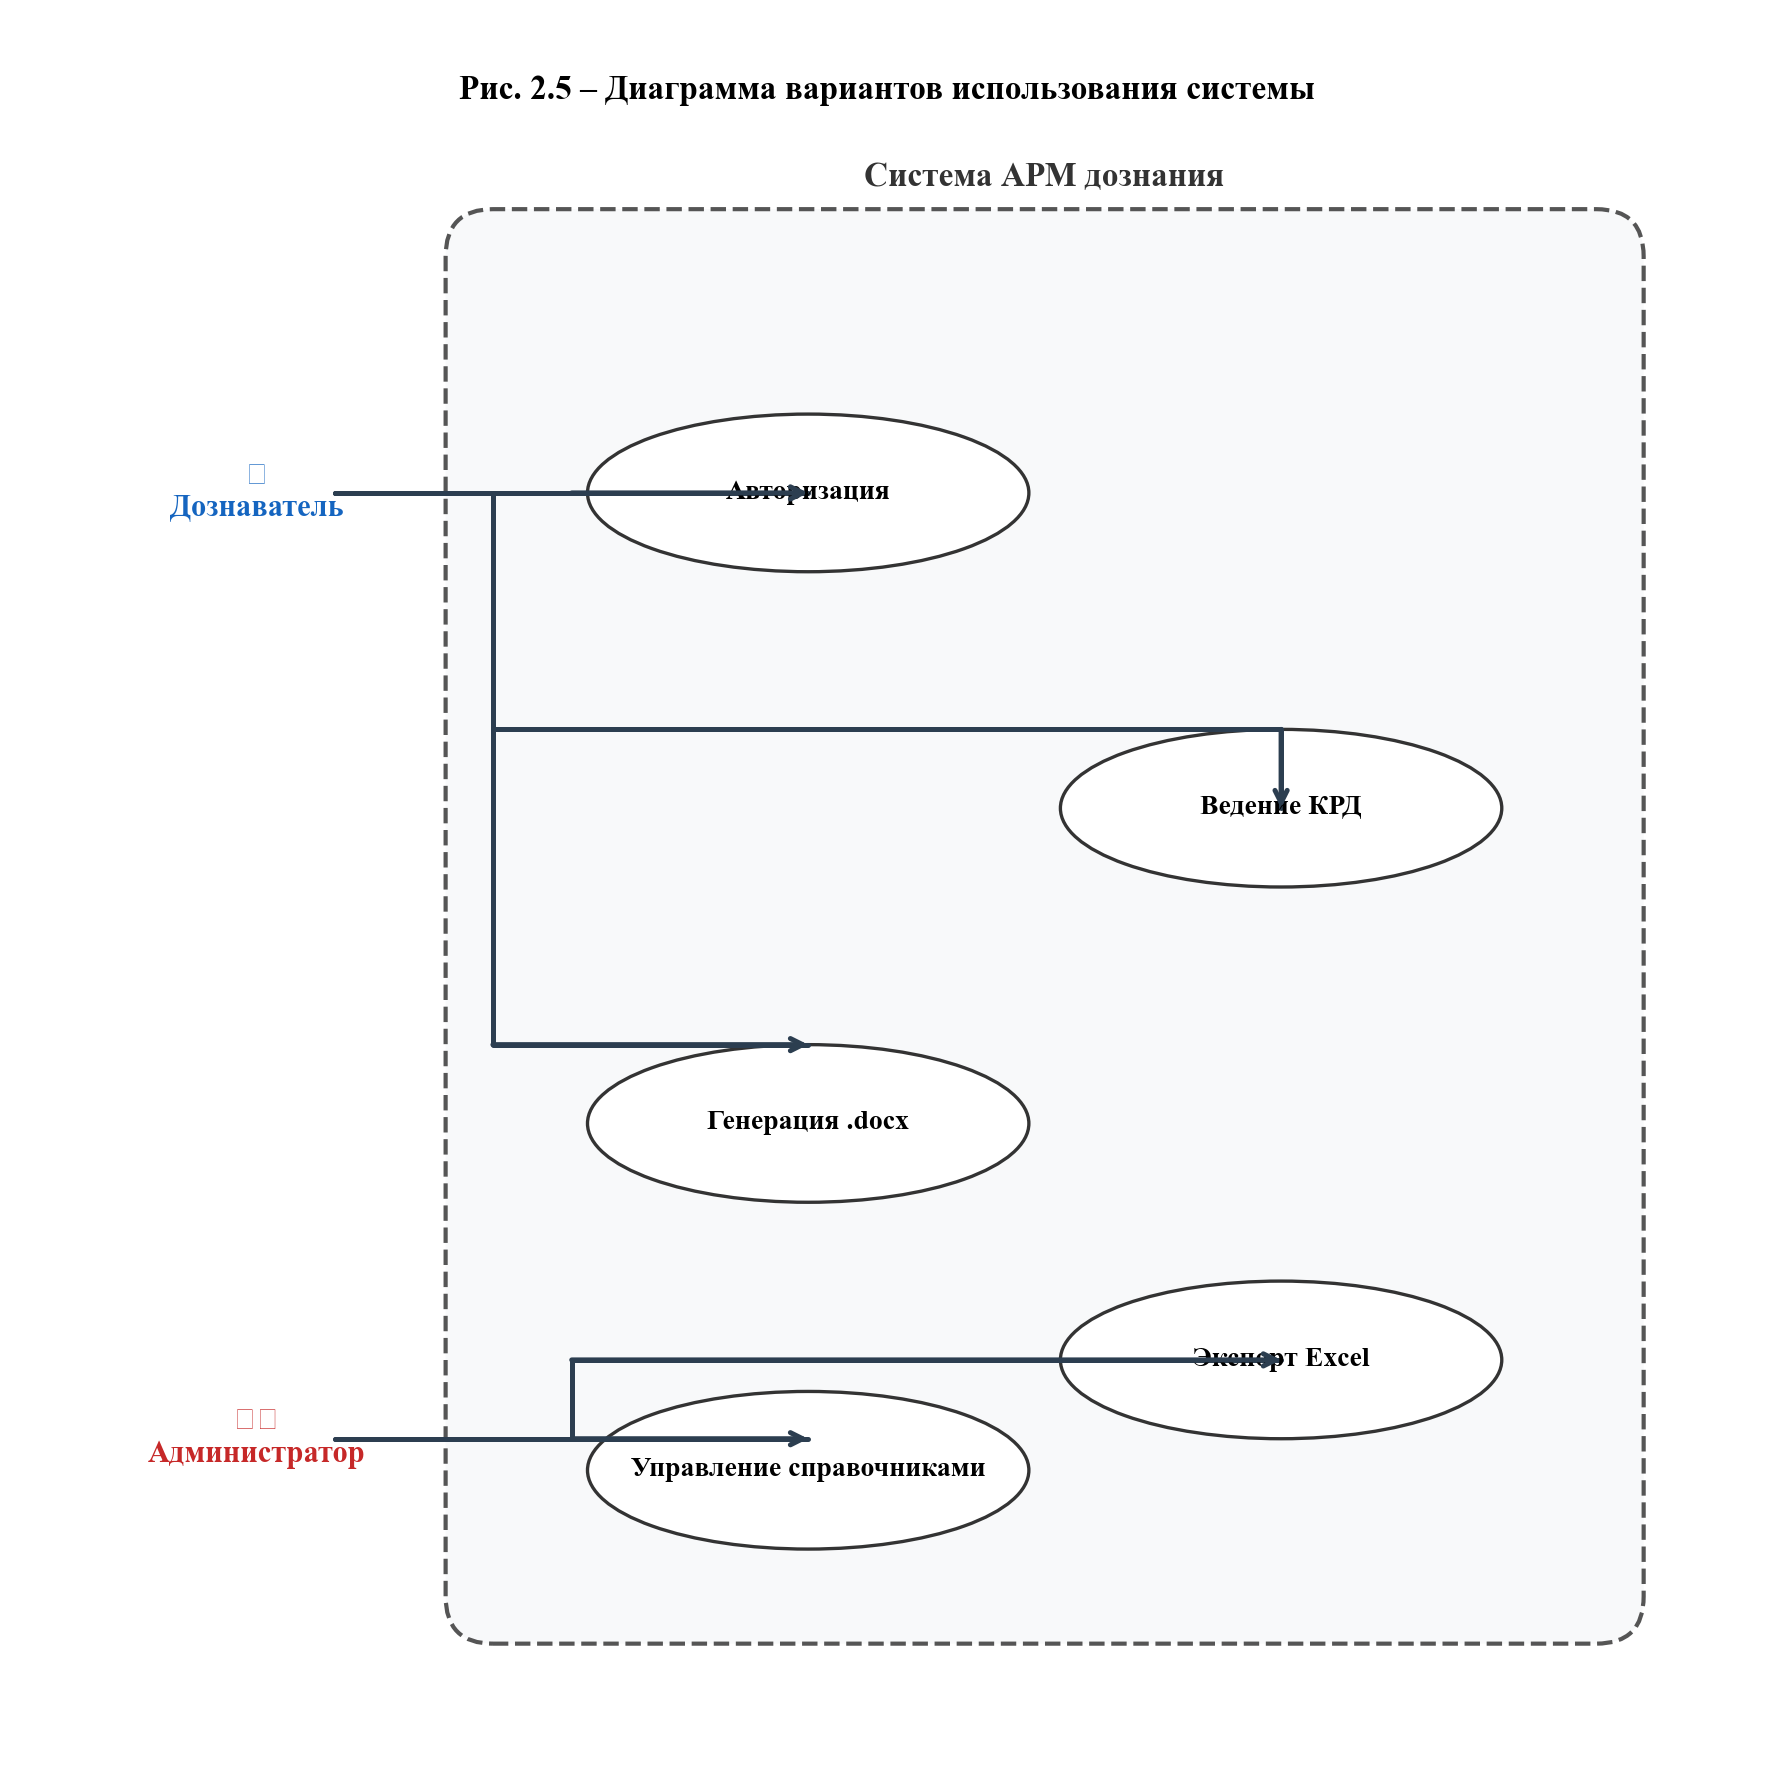 Рис. 2.5 – Диаграмма вариантов использования системы
Система АРМ дознания
Авторизация
Дознаватель
Ведение КРД
Генерация .docx
Экспорт Excel
Администратор
Управление справочниками